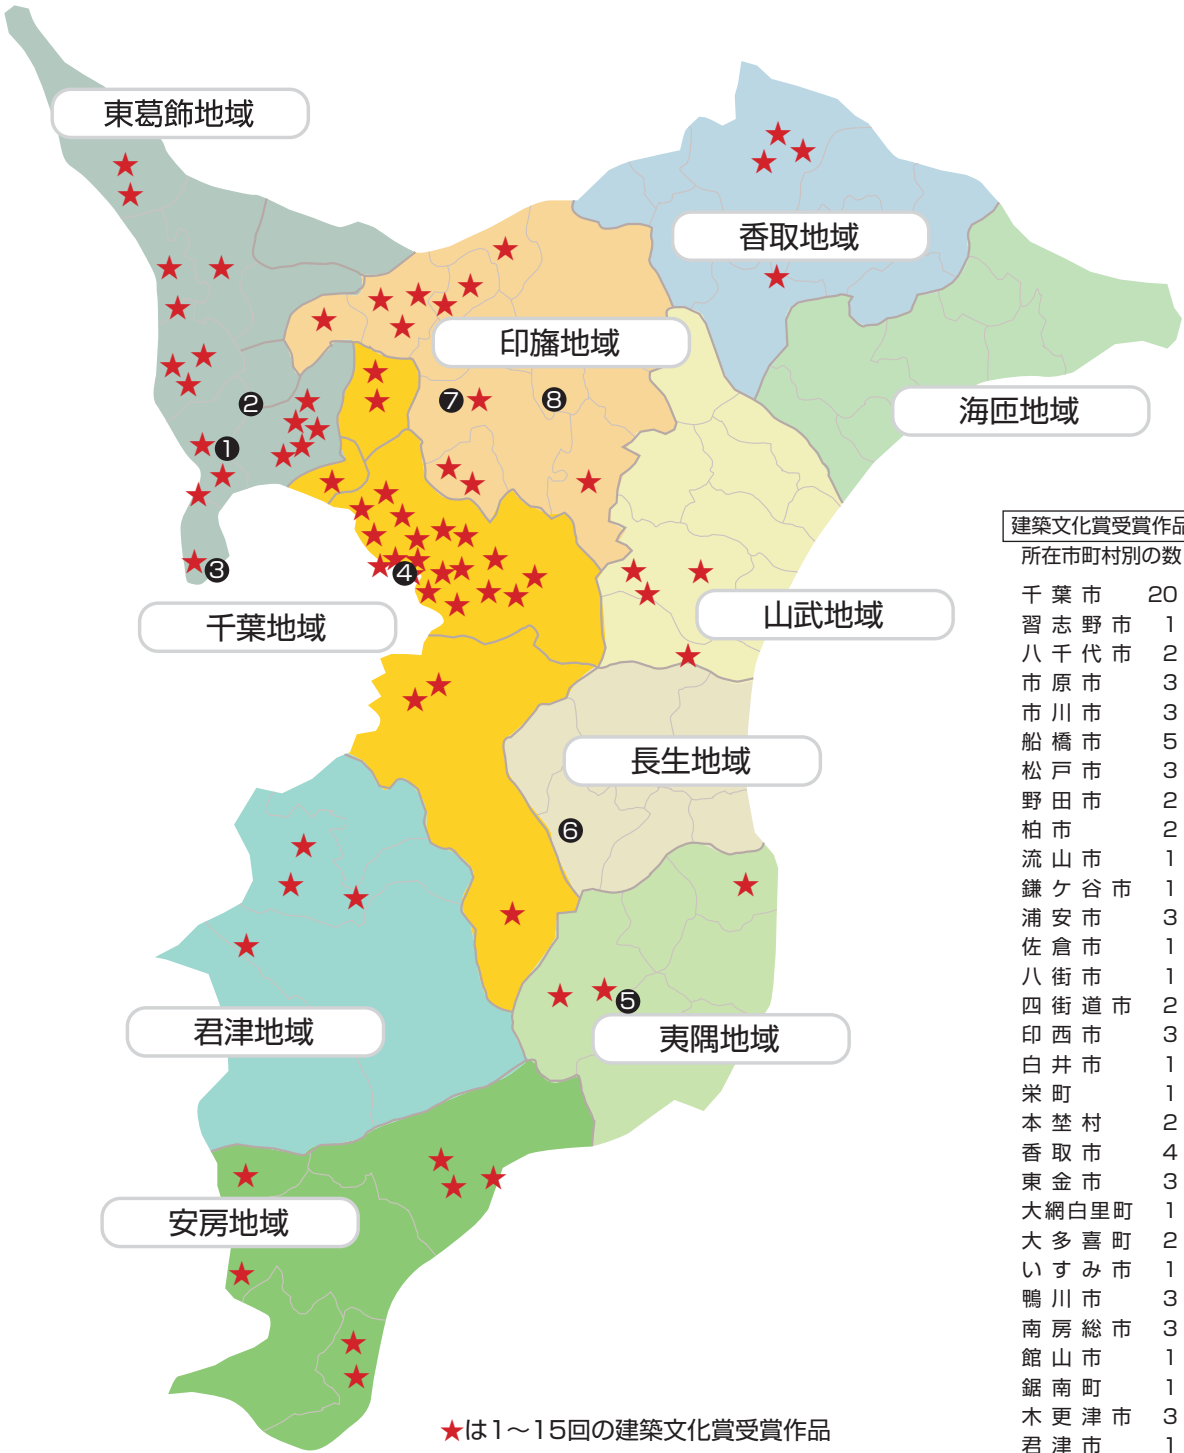 東葛飾地域
香取地域
印旛地域
海匝地域
千葉地域
山武地域
長生地域
君津地域
夷隅地域
安房地域
❶
❷
❸
❹
❺
❻
❼
❽
建築文化賞受賞作品
所在市町村別の数
千葉市 20
習志野市 1
八千代市 2
市原市 3
市川市 3
船橋市 5
松戸市 3
野田市 2
柏市 2
流山市 1
鎌ケ谷市 1
浦安市 3
佐倉市 1
八街市 1
四街道市 2
印西市 3
白井市 1
栄町 1
本埜村 2
香取市 4
東金市 3
大網白里町 1
大多喜町 2
いすみ市 1
鴨川市 3
南房総市 3
館山市 1
鋸南町 1
木更津市 3
君津市 1
★は1～15回の建築文化賞受賞作品